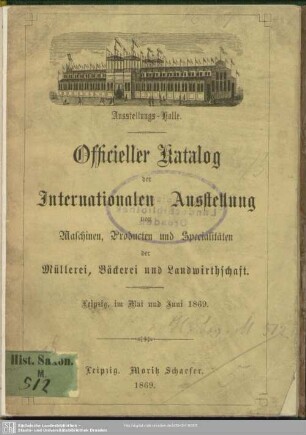 Ausstellungs-Halle.
Officieller Katalog
der
Internationalen Ausstellung
von
Maschinen, Producten und Specialitäten
der
Müllerei, Bäckerei und Landwirthschaft.
Leipzig, im Mai und Juni 1869.
Hist. Saxon.
M.
512
Leipzig. Moritz Schaefer.
1869.